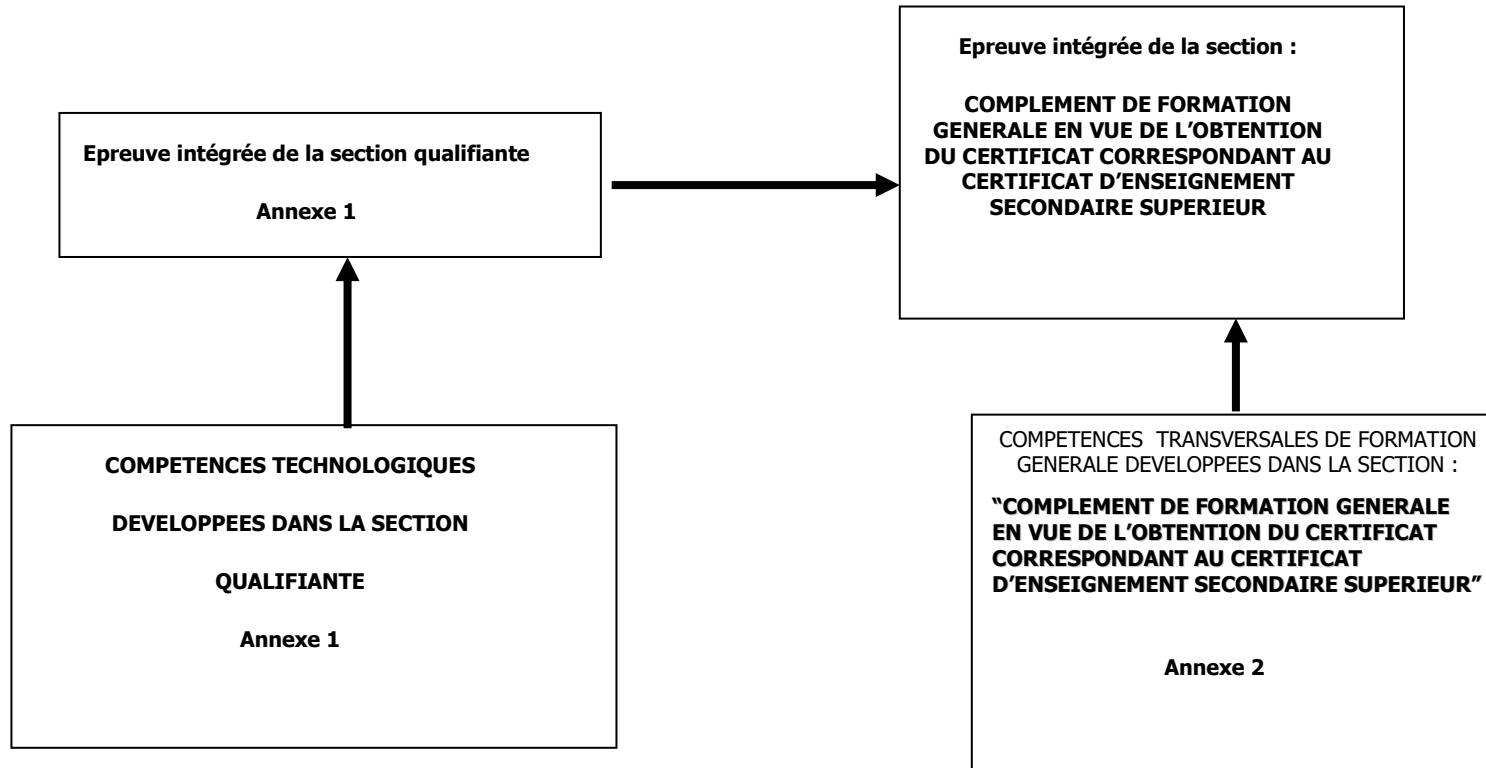 Epreuve intégrée de la section :
COMPLEMENT DE FORMATION
GENERALE EN VUE DE L'OBTENTION
DU CERTIFICAT CORRESPONDANT AU
CERTIFICAT D'ENSEIGNEMENT
SECONDAIRE SUPERIEUR
Epreuve intégrée de la section qualifiante
Annexe 1
COMPETENCES TECHNOLOGIQUES
DEVELOPPEES DANS LA SECTION
QUALIFIANTE
Annexe 1
COMPETENCES TRANSVERSALES DE FORMATION
GENERALE DEVELOPPEES DANS LA SECTION :
“COMPLEMENT DE FORMATION GENERALE
EN VUE DE L'OBTENTION DU CERTIFICAT
CORRESPONDANT AU CERTIFICAT
D'ENSEIGNEMENT SECONDAIRE SUPERIEUR”
Annexe 2